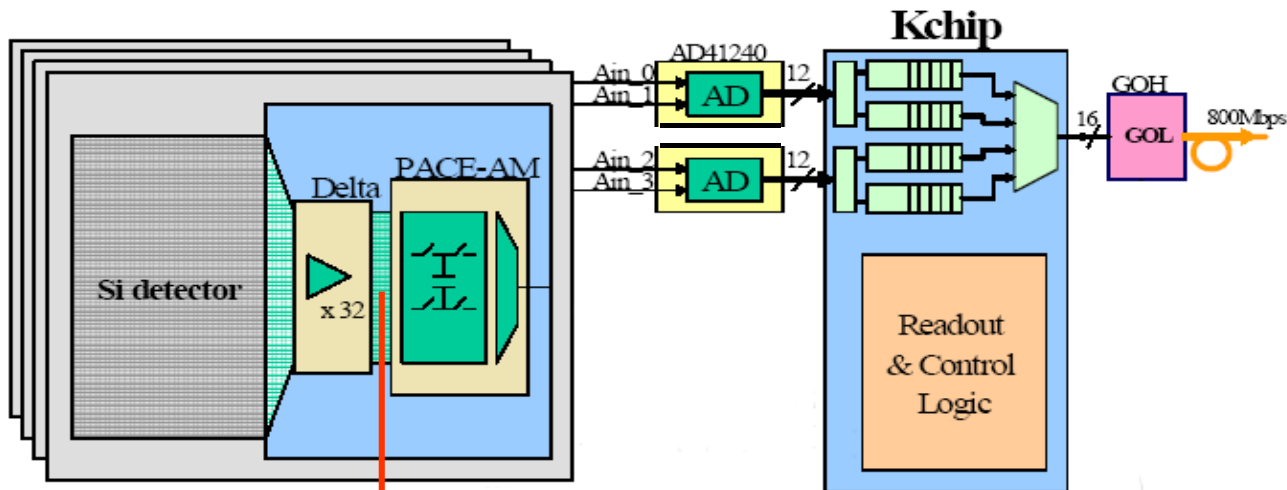 Kchip
AD41240
Ain_0
Ain_1
AD
12
Ain_2
Ain_3
AD
12
16
GOH
GOL
800Mbps
Si detector
Delta
x 32
PACE-AM
Readout
& Control
Logic